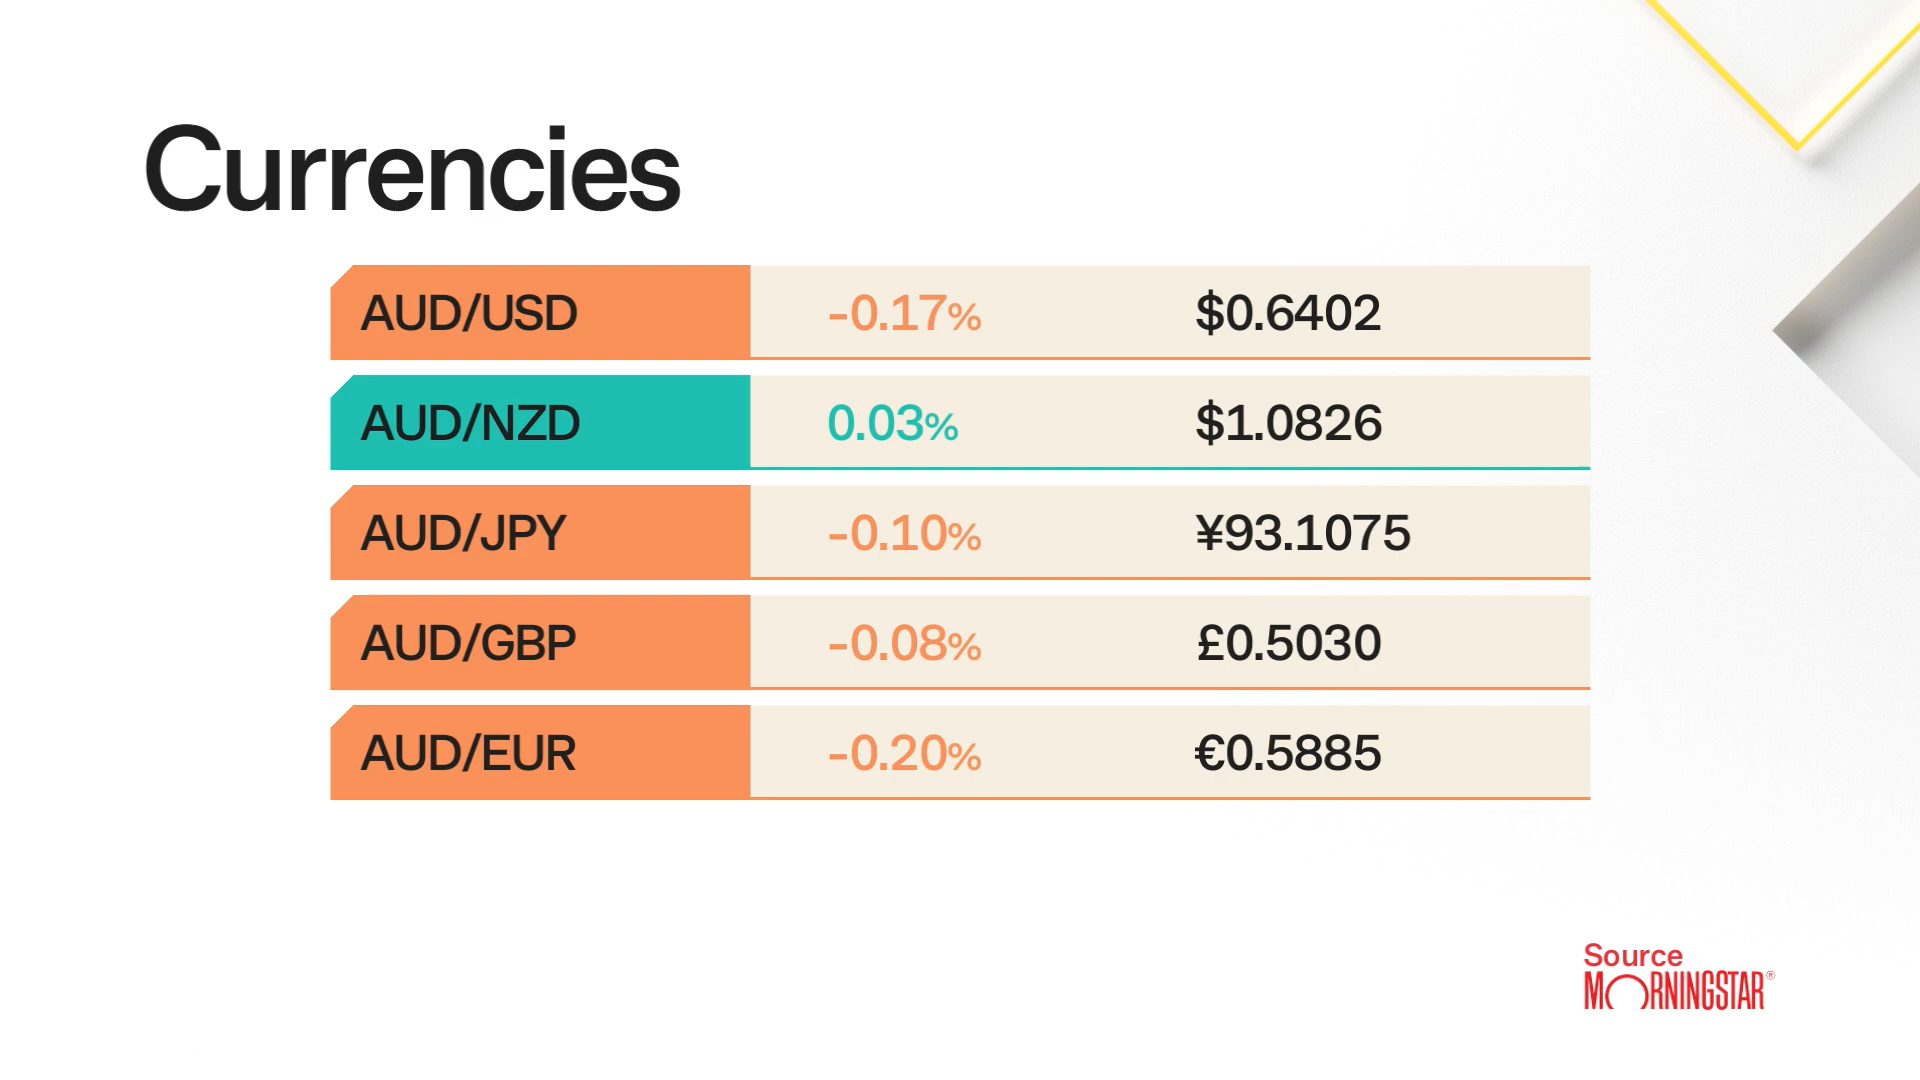 Currencies
AUD/USD -0.17% $0.6402
AUD/NZD 0.03% $1.0826
AUD/JPY -0.10% ¥93.1075
AUD/GBP -0.08% £0.5030
AUD/EUR -0.20% €0.5885
Source
MORNINGSTAR®